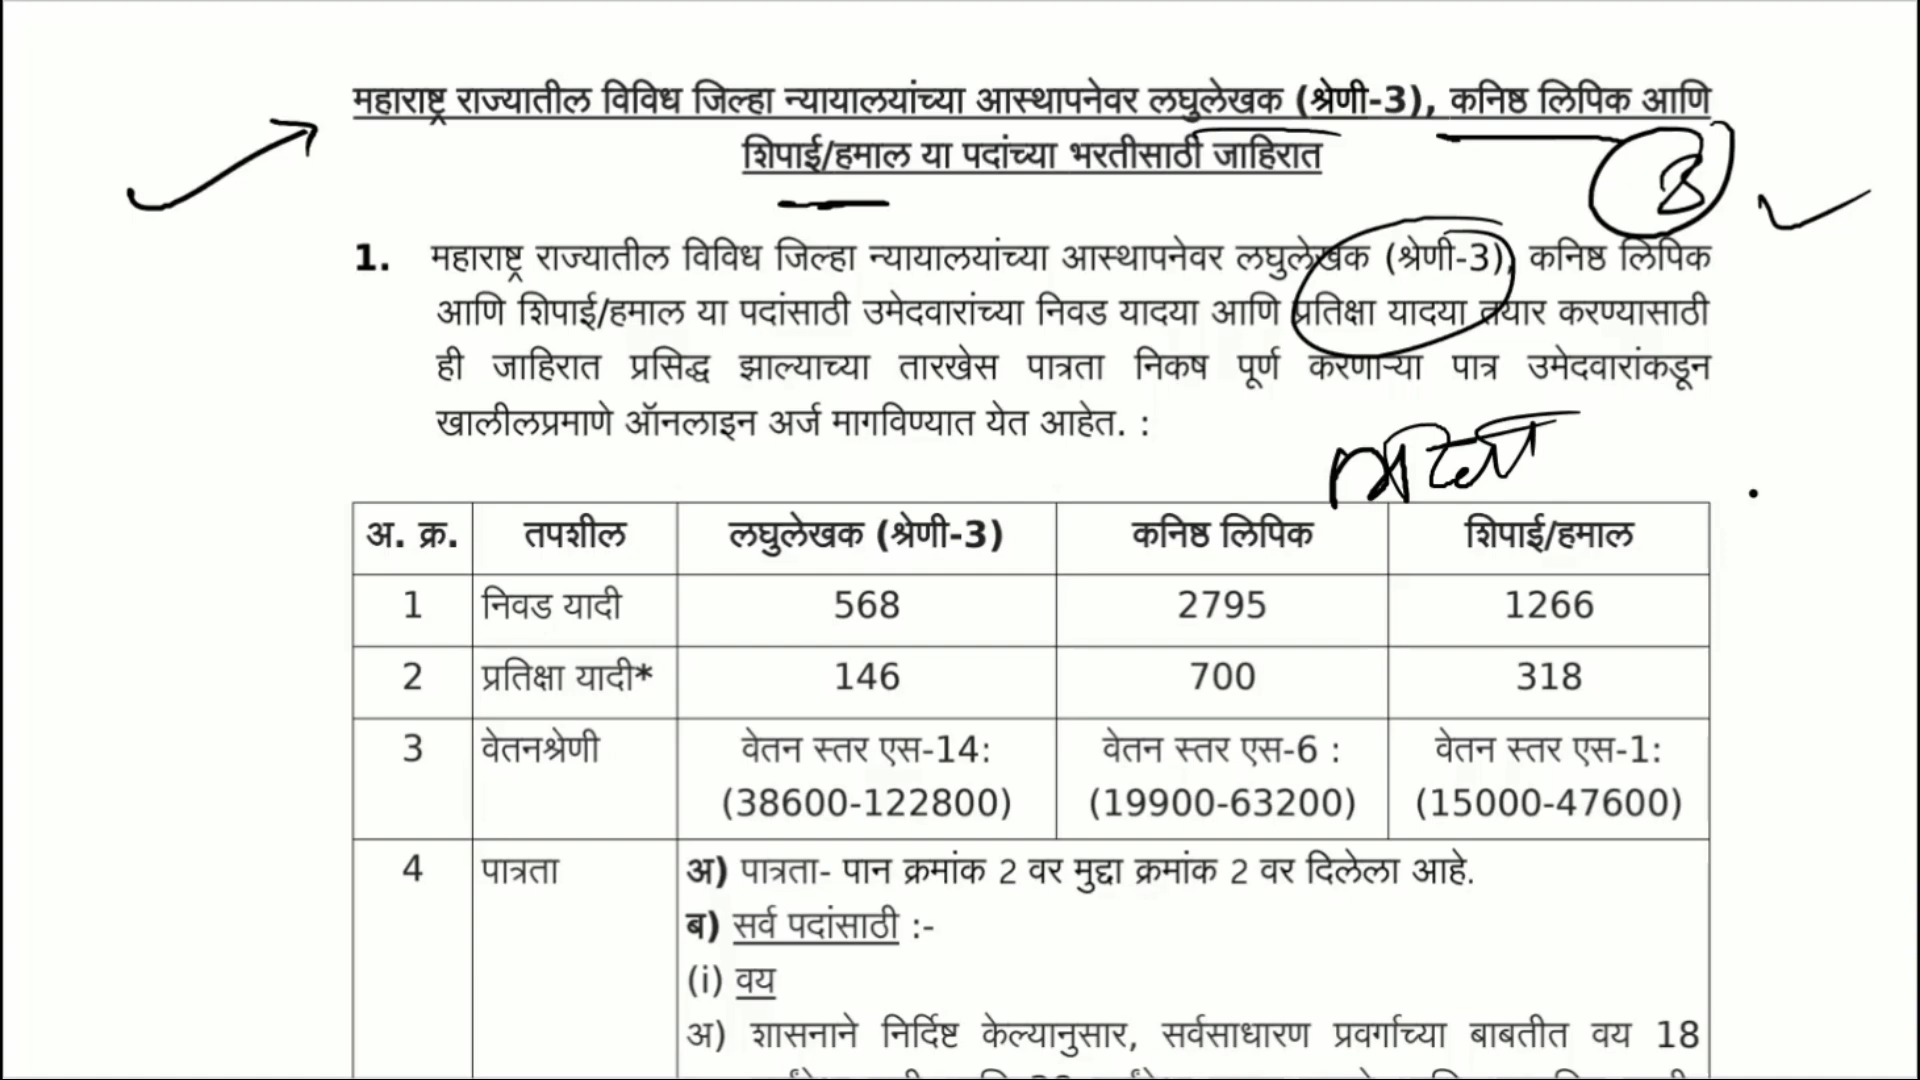 महाराष्ट्र राज्यातील विविध जिल्हा न्यायालयांच्या आस्थापनेवर लघुलेखक (श्रेणी-3), कनिष्ठ लिपिक आणि
शिपाई/हमाल या पदांच्या भरतीसाठी जाहिरात
3
1. महाराष्ट्र राज्यातील विविध जिल्हा न्यायालयांच्या आस्थापनेवर लघुलेखक (श्रेणी-3), कनिष्ठ लिपिक
आणि शिपाई/हमाल या पदांसाठी उमेदवारांच्या निवड यादया आणि प्रतिक्षा यादया तयार करण्यासाठी
ही जाहिरात प्रसिद्ध झाल्याच्या तारखेस पात्रता निकष पूर्ण करणाऱ्या पात्र उमेदवारांकडून
खालीलप्रमाणे ऑनलाइन अर्ज मागविण्यात येत आहेत. :
अ. क्र. तपशील लघुलेखक (श्रेणी-3) कनिष्ठ लिपिक शिपाई/हमाल
1 निवड यादी 568 2795 1266
2 प्रतिक्षा यादी* 146 700 318
3 वेतनश्रेणी वेतन स्तर एस-14: वेतन स्तर एस-6 : वेतन स्तर एस-1:
(38600-122800) (19900-63200) (15000-47600)
4 पात्रता अ) पात्रता- पान क्रमांक 2 वर मुद्दा क्रमांक 2 वर दिलेला आहे.
ब) सर्व पदांसाठी :-
(i) वय
अ) शासनाने निर्दिष्ट केल्यानुसार, सर्वसाधारण प्रवर्गाच्या बाबतीत वय 18